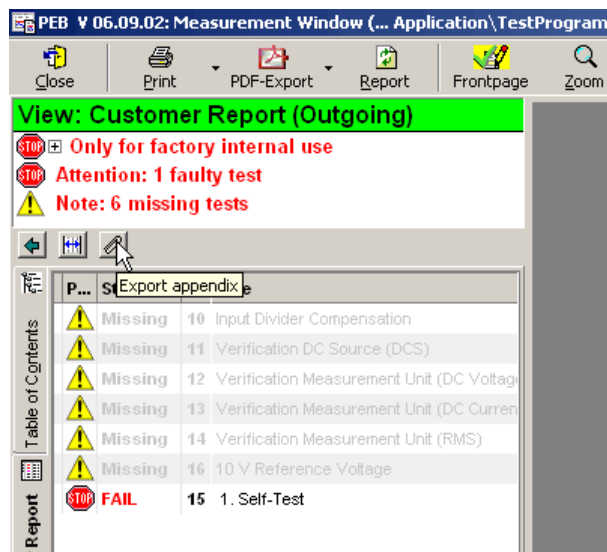 PEB V 06.09.02: Measurement Window (... Application\TestProgram
Close Print PDF-Export Report Frontpage Zoom
View: Customer Report (Outgoing)
STOP Only for factory internal use
STOP Attention: 1 faulty test
Note: 6 missing tests
Export appendix
P...
Missing 10 Input Divider Compensation
Missing 11 Verification DC Source (DCS)
Missing 12 Verification Measurement Unit (DC Voltag
Missing 13 Verification Measurement Unit (DC Curren
Missing 14 Verification Measurement Unit (RMS)
Missing 16 10 V Reference Voltage
STOP FAIL 15 1. Self-Test
Table of Contents
Report